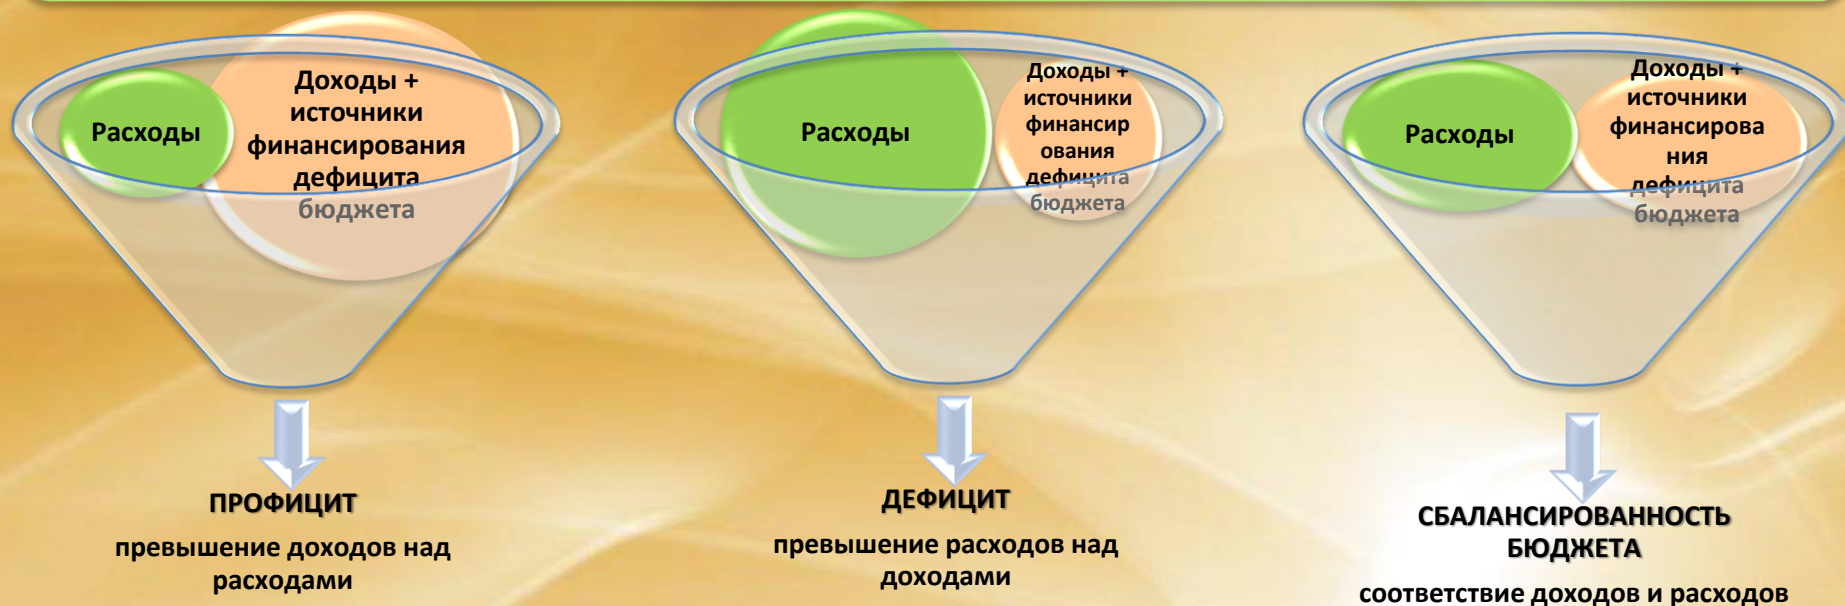 Расходы
Доходы +
источники
финансирования
дефицита
бюджета
ПРОФИЦИТ
превышение доходов над
расходами
Расходы
Доходы +
источники
финансир
ования
дефицита
бюджета
ДЕФИЦИТ
превышение расходов над
доходами
Расходы
Доходы +
источники
финансирова
ния
дефицита
бюджета
СБАЛАНСИРОВАННОСТЬ
БЮДЖЕТА
соответствие доходов и расходов